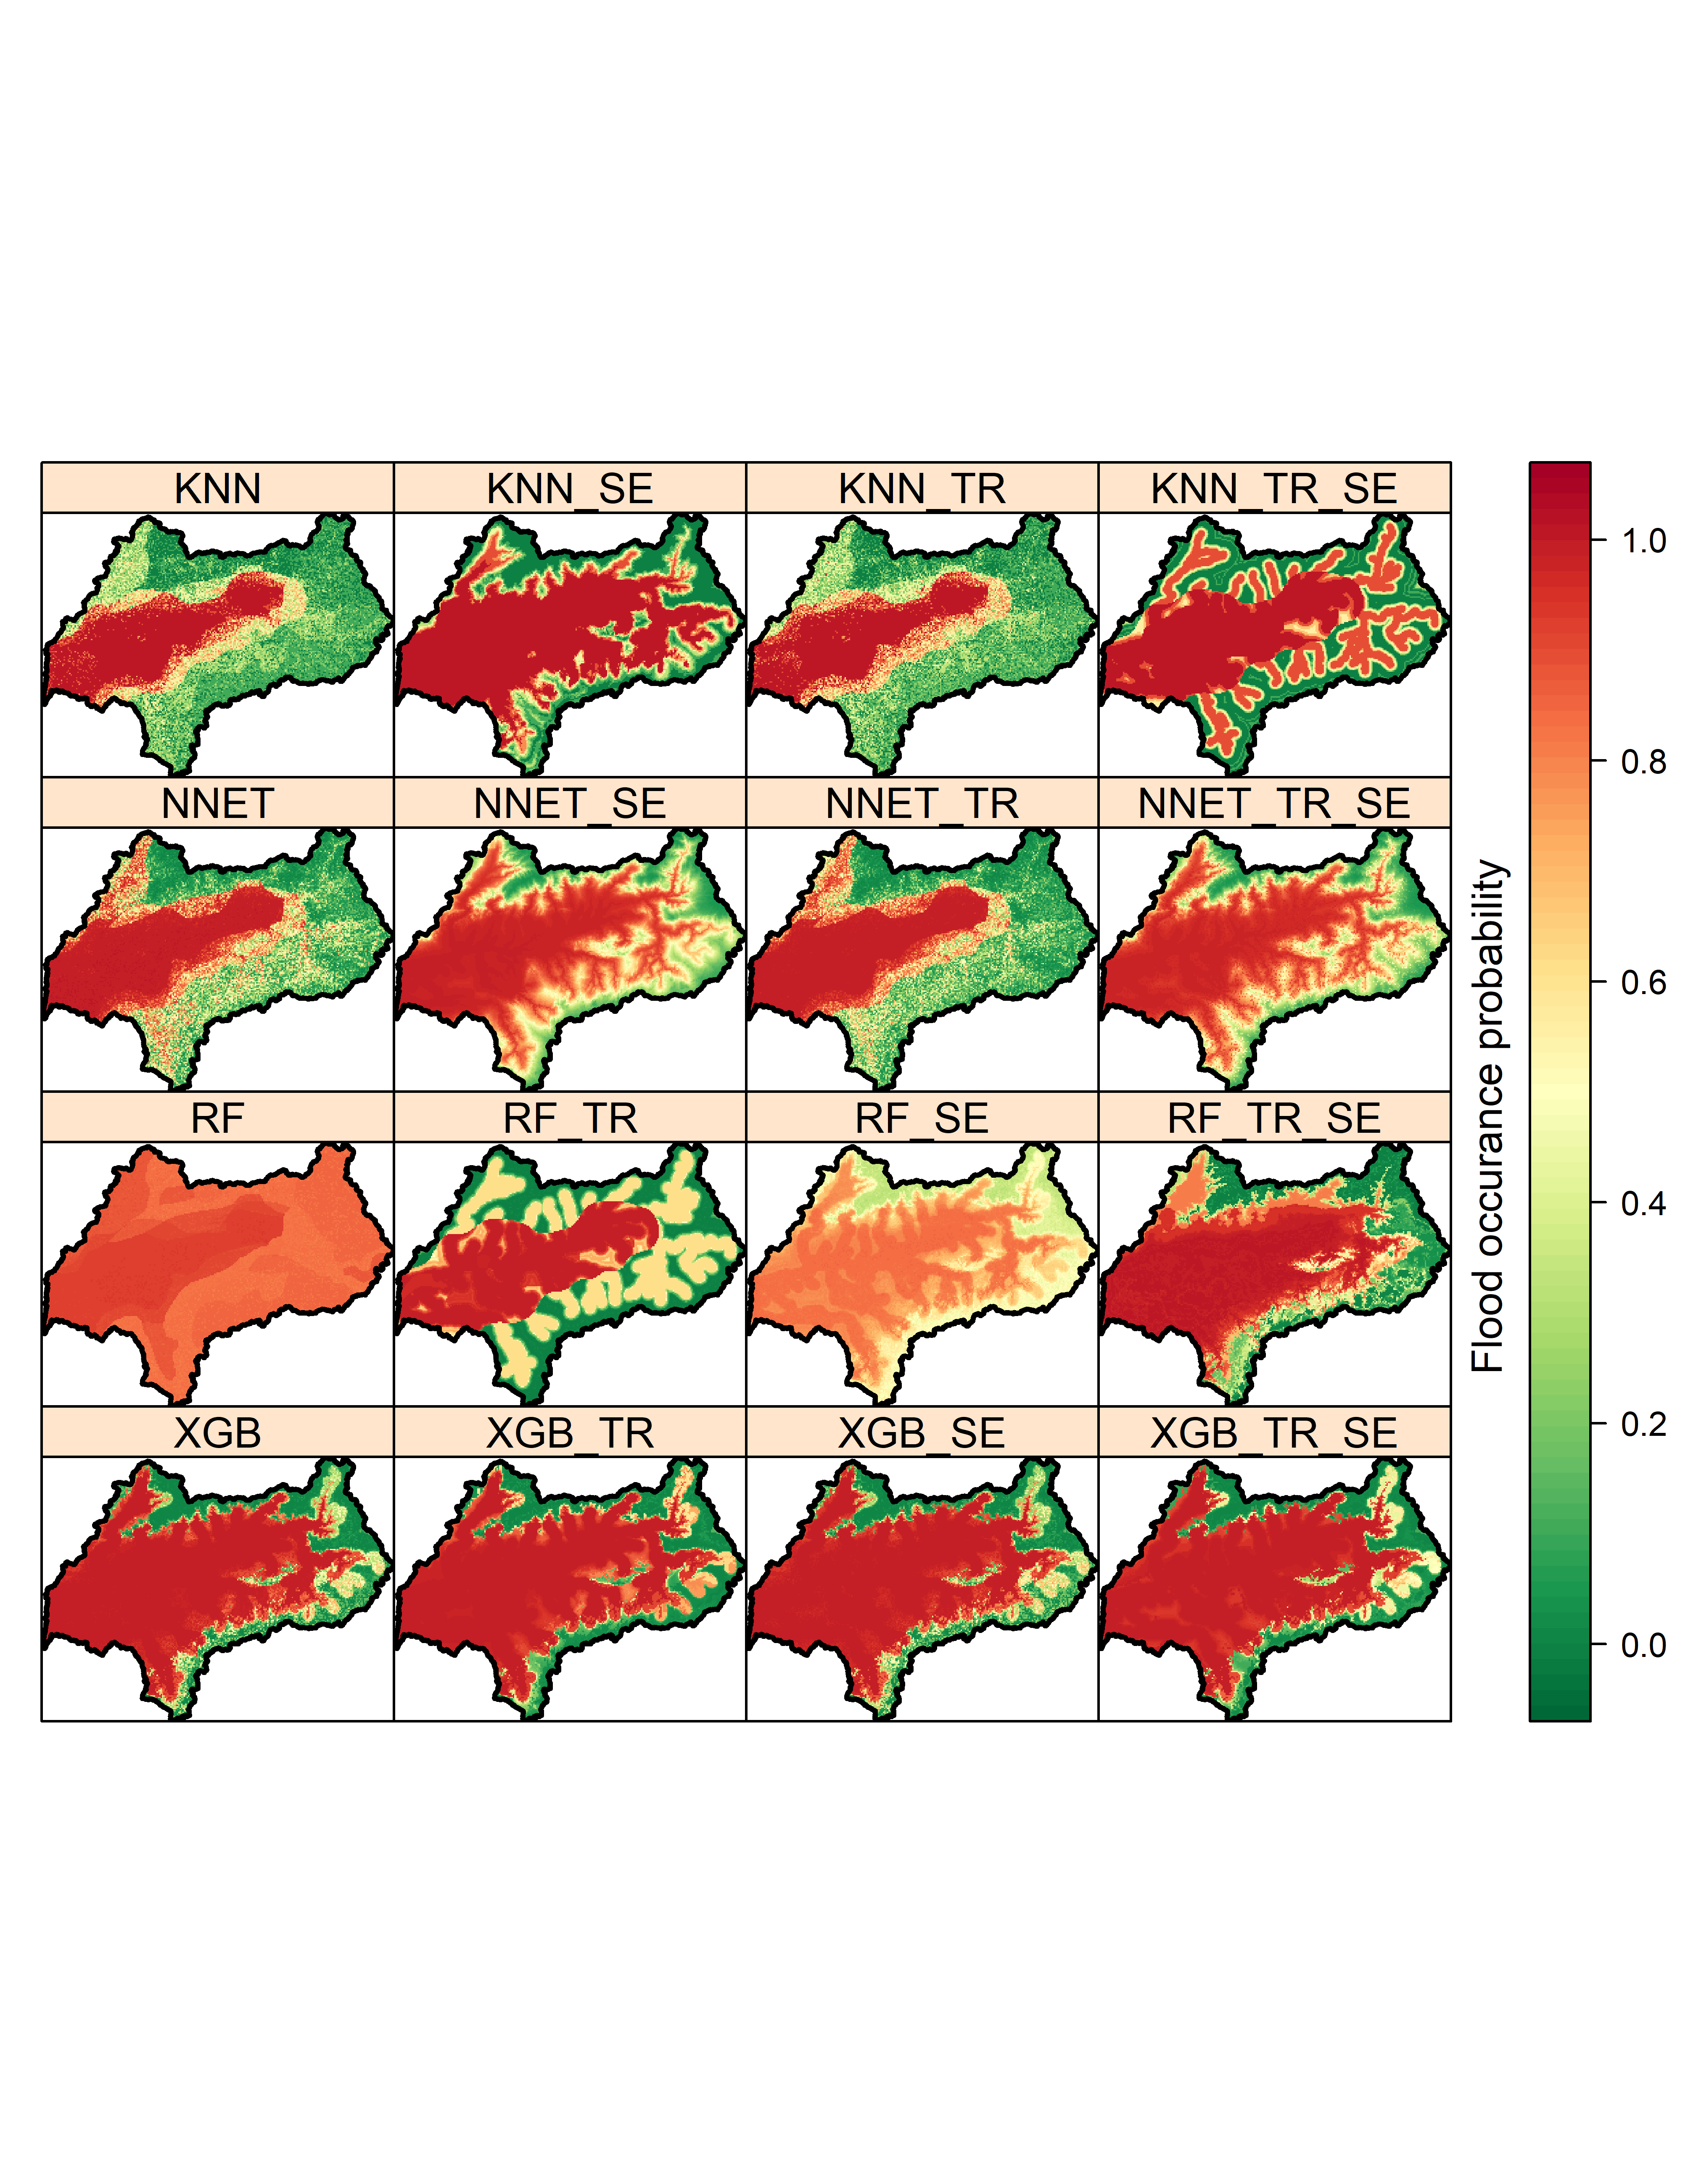 KNN
KNN_SE
KNN_TR
KNN_TR_SE
NNET
NNET_SE
NNET_TR
NNET_TR_SE
RF
RF_TR
RF_SE
RF_TR_SE
XGB
XGB_TR
XGB_SE
XGB_TR_SE
Flood occurance probability
1.0
0.8
0.6
0.4
0.2
0.0